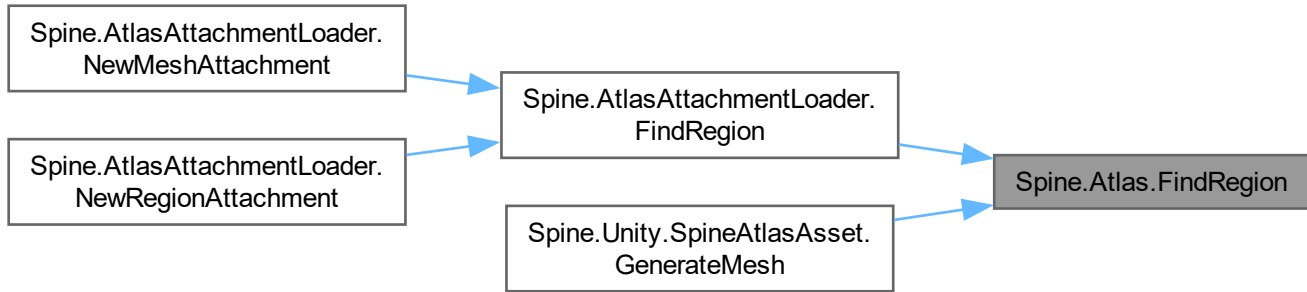 Spine.AtlasAttachmentLoader.
NewMeshAttachment
Spine.AtlasAttachmentLoader.
NewRegionAttachment
Spine.AtlasAttachmentLoader.
FindRegion
Spine.Unity.SpineAtlasAsset.
GenerateMesh
Spine.Atlas.FindRegion